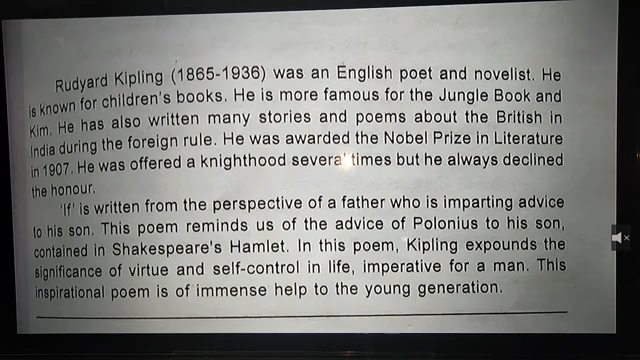 Rudyard Kipling (1865-1936) was an English poet and novelist. He
is known for children's books. He is more famous for the Jungle Book and
Kim. He has also written many stories and poems about the British in
India during the foreign rule. He was awarded the Nobel Prize in Literature
in 1907. He was offered a knighthood several times but he always declined
the honour.
'If' is written from the perspective of a father who is imparting advice
to his son. This poem reminds us of the advice of Polonius to his son,
contained in Shakespeare's Hamlet. In this poem, Kipling expounds the
significance of virtue and self-control in life, imperative for a man. This
inspirational poem is of immense help to the young generation.